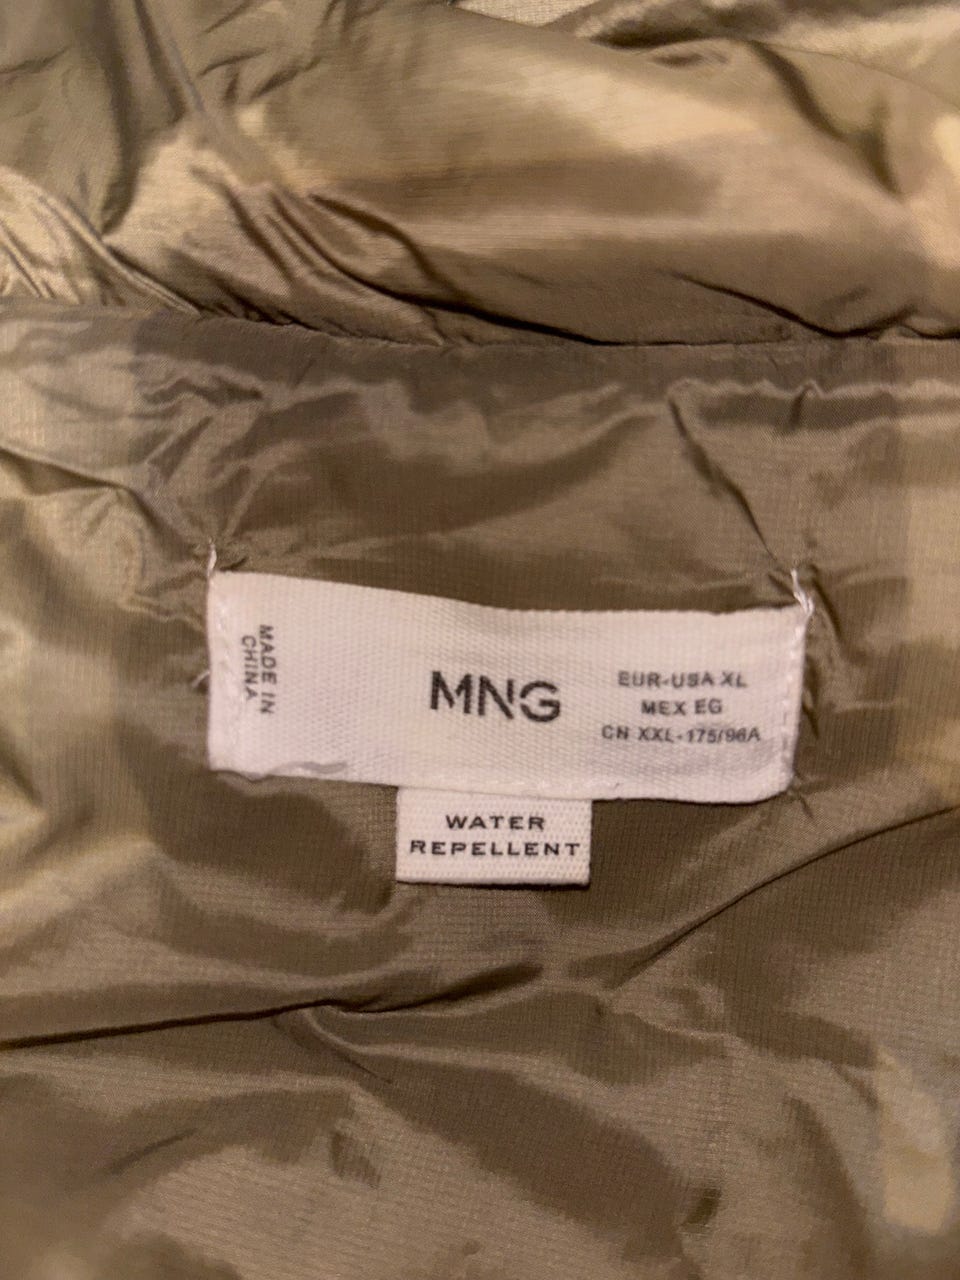 MADE IN
CHINA
MNG
EUR-USA XL
MEX EG
CN XXL-175/96A
WATER
REPELLENT